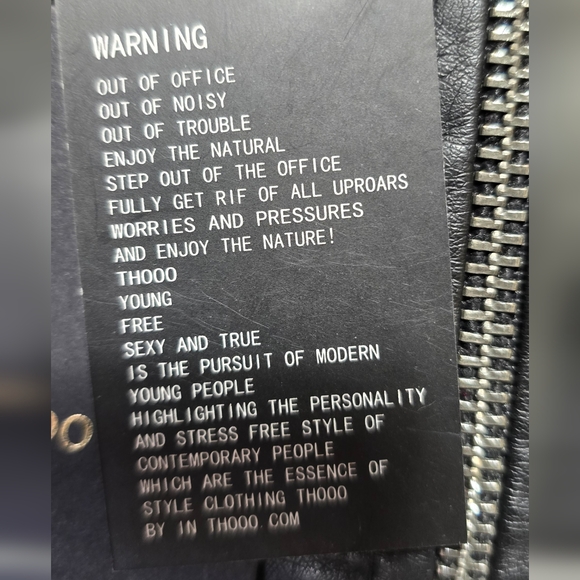 WARNING
OUT OF OFFICE
OUT OF NOISY
OUT OF TROUBLE
ENJOY THE NATURAL
STEP OUT OF THE OFFICE
FULLY GET RIF OF ALL UPROARS
WORRIES AND PRESSURES
AND ENJOY THE NATURE!
THOOO
YOUNG
FREE
SEXY AND TRUE
IS THE PURSUIT OF MODERN
YOUNG PEOPLE
HIGHLIGHTING THE PERSONALITY
AND STRESS FREE STYLE OF
CONTEMPORARY PEOPLE
WHICH ARE THE ESSENCE OF
STYLE CLOTHING THOOO
BY IN THOOO.COM